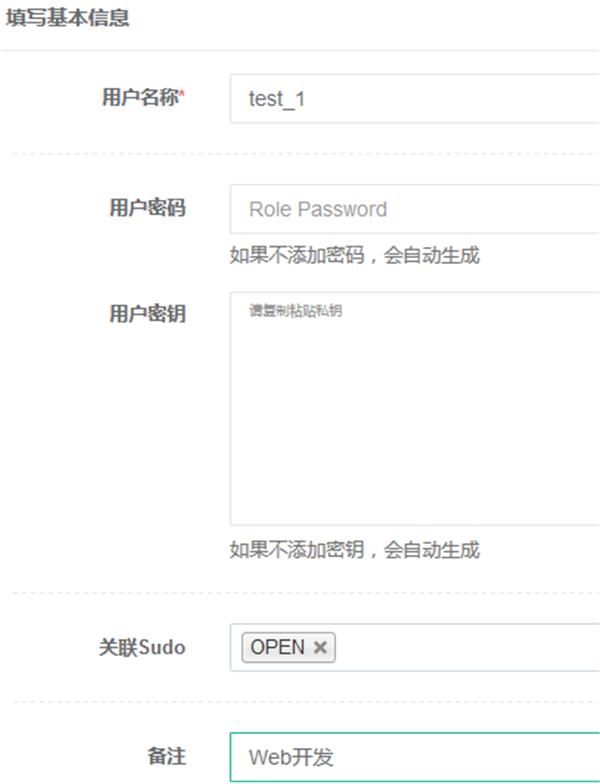 填写基本信息
用户名称* test_1
用户密码 Role Password
如果不添加密码，会自动生成
用户密钥 请复制粘贴私钥
如果不添加密钥，会自动生成
关联Sudo OPEN ×
备注 Web开发